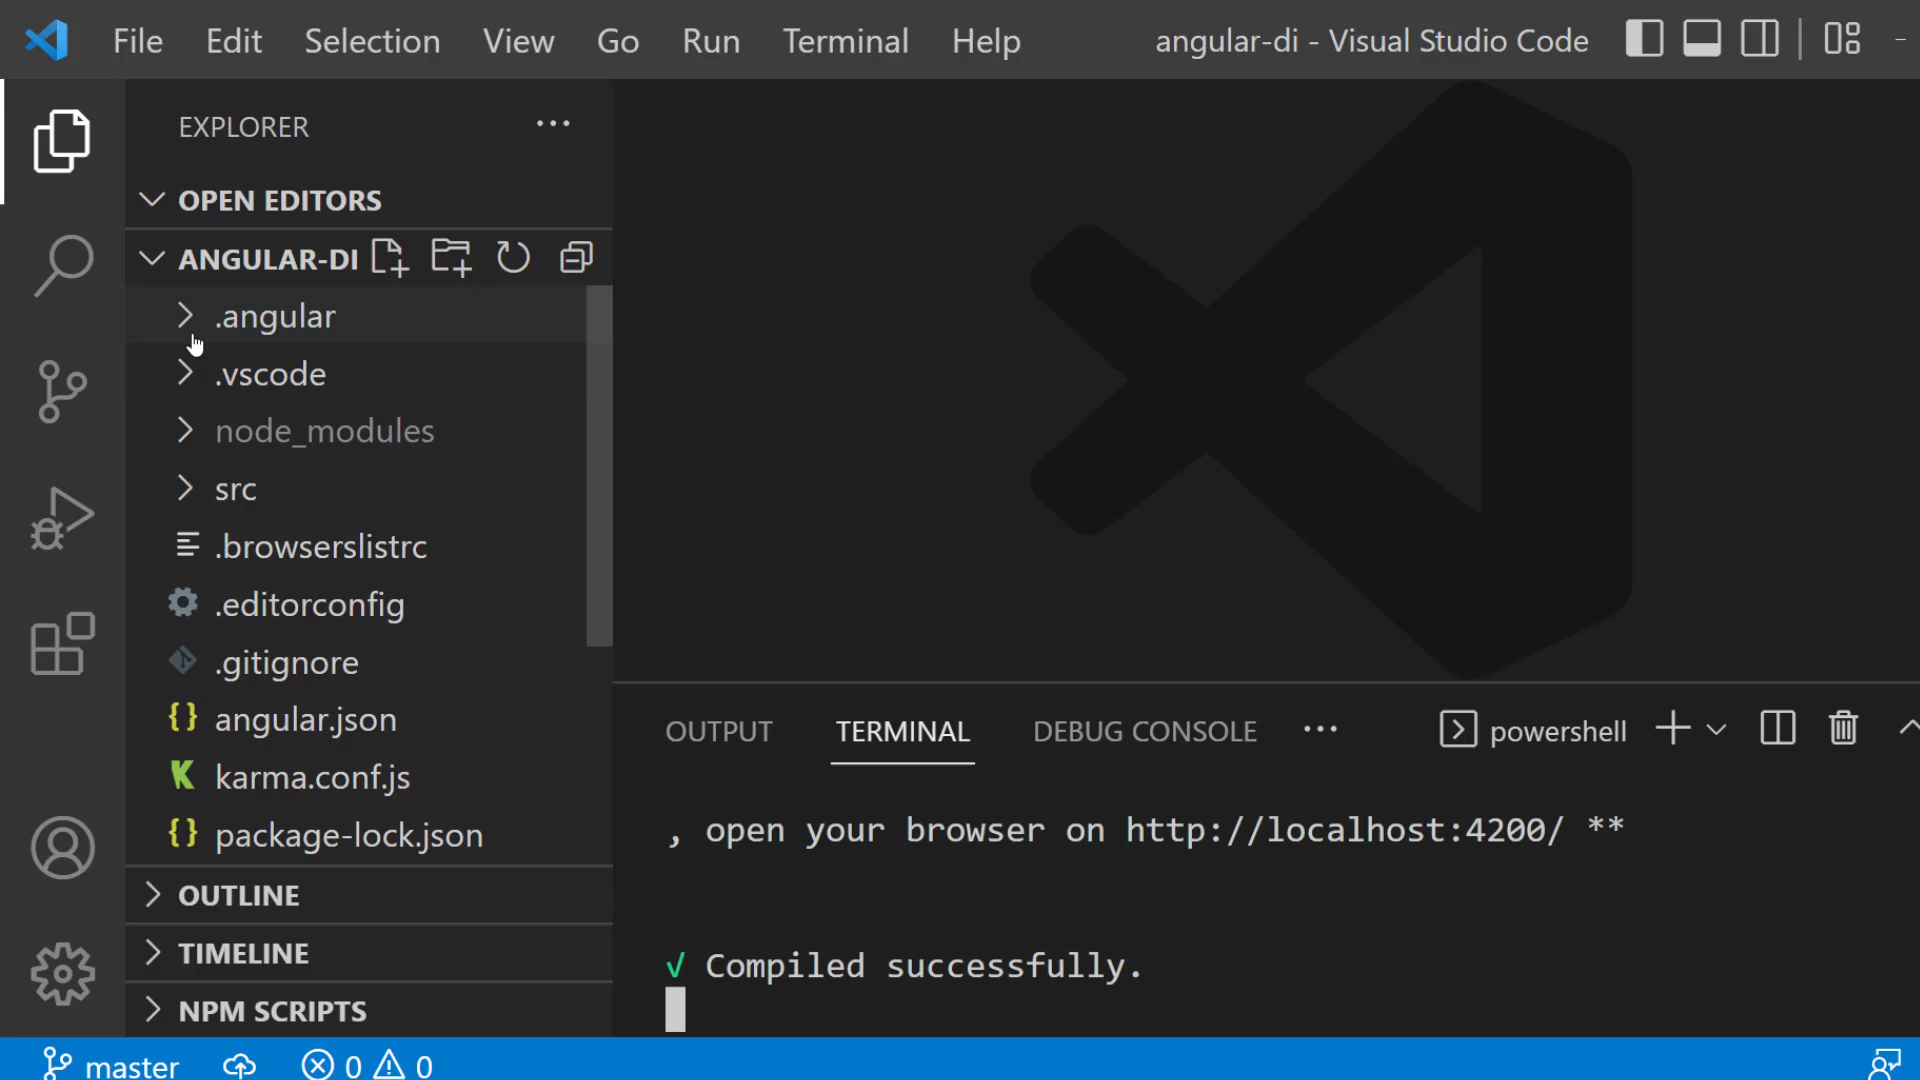 File Edit Selection View Go Run Terminal Help angular-di - Visual Studio Code
EXPLORER
OPEN EDITORS
ANGULAR-DI
.angular
.vscode
node_modules
src
.browserslistrc
.editorconfig
.gitignore
angular.json
karma.conf.js
package-lock.json
OUTLINE
TIMELINE
NPM SCRIPTS
OUTPUT TERMINAL DEBUG CONSOLE ··· powershell
, open your browser on http://localhost:4200/ **
√ Compiled successfully.
master 0 0